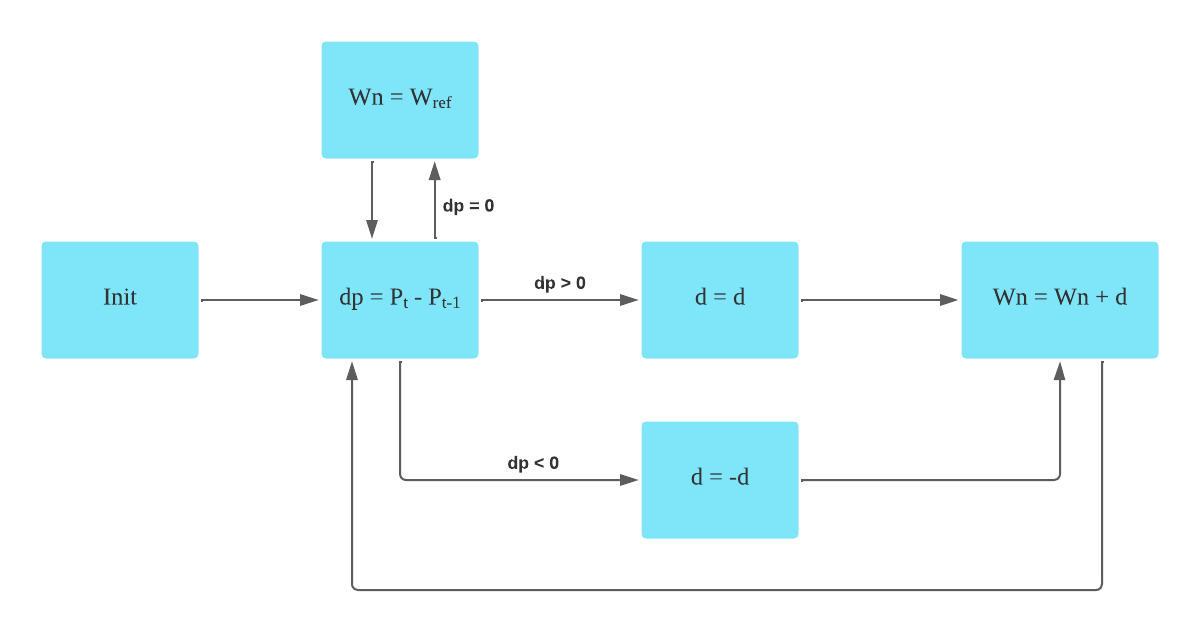 Wn = Wref
dp = 0
Init
dp = Pt - Pt-1
dp > 0
d = d
Wn = Wn + d
dp < 0
d = -d